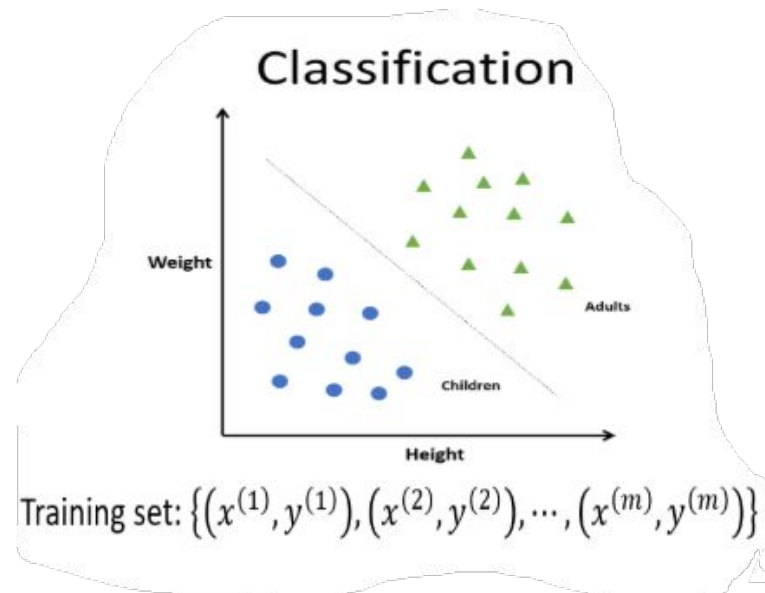 Classification
Weight
Adults
Children
Height
Training set: {(x^{(1)}, y^{(1)}), (x^{(2)}, y^{(2)}), ⋯, (x^{(m)}, y^{(m)})}